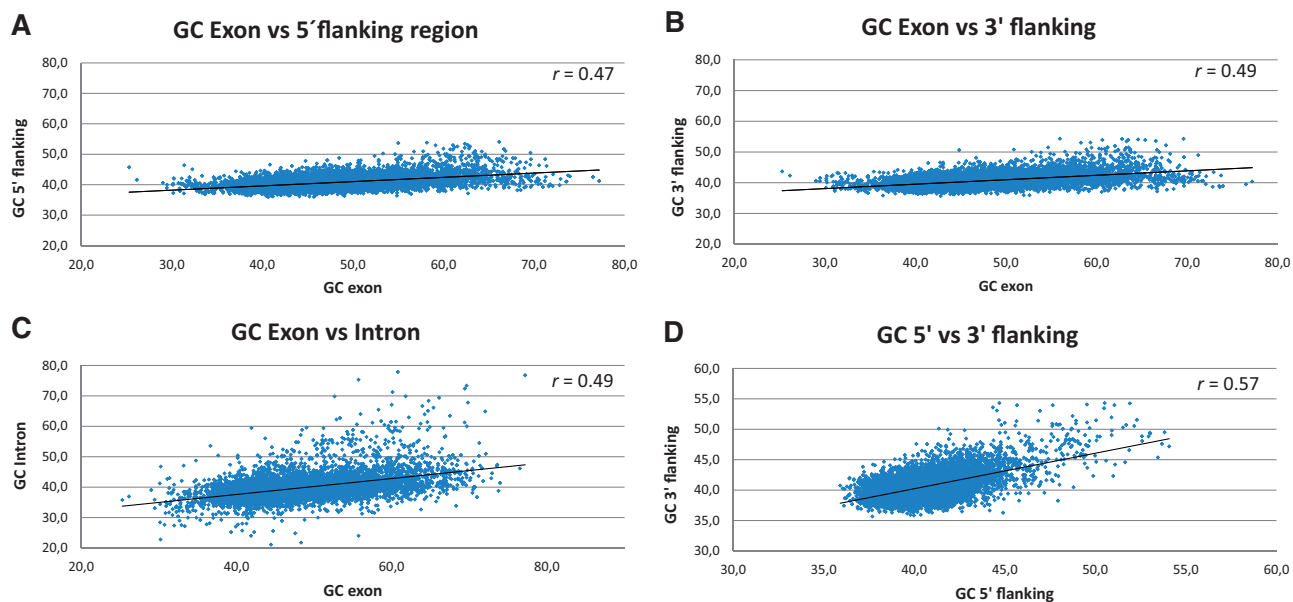 A
GC Exon vs 5´flanking region
r = 0.47
80,0
70,0
60,0
50,0
40,0
30,0
20,0
GC 5' flanking
20,0 30,0 40,0 50,0 60,0 70,0 80,0
GC exon
B
GC Exon vs 3' flanking
r = 0.49
80,0
70,0
60,0
50,0
40,0
30,0
20,0
GC 3' flanking
20,0 30,0 40,0 50,0 60,0 70,0 80,0
GC exon
C
GC Exon vs Intron
r = 0.49
80,0
70,0
60,0
50,0
40,0
30,0
20,0
GC Intron
20,0 40,0 60,0 80,0
GC exon
D
GC 5' vs 3' flanking
r = 0.57
60,0
55,0
50,0
45,0
40,0
35,0
30,0
GC 3' flanking
30,0 35,0 40,0 45,0 50,0 55,0 60,0
GC 5' flanking